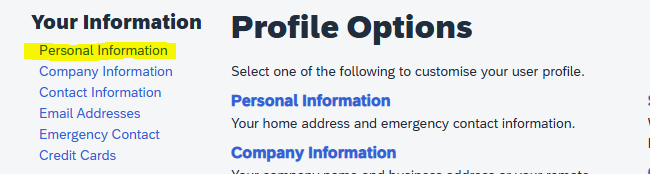 Your Information
Personal Information
Company Information
Contact Information
Email Addresses
Emergency Contact
Credit Cards
Profile Options
Select one of the following to customise your user profile.
Personal Information
Your home address and emergency contact information.
Company Information
Your company name and business address or your remote